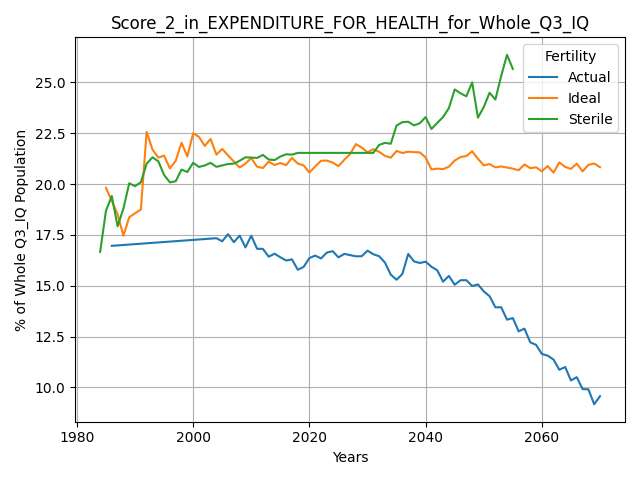 Score_2_in_EXPENDITURE_FOR_HEALTH_for_Whole_Q3_IQ
% of Whole Q3_IQ Population
25.0
22.5
20.0
17.5
15.0
12.5
10.0
Fertility
Actual
Ideal
Sterile
1980
2000
2020
2040
2060
Years